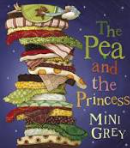 The Pea
and the
Princess
MINI
GREY